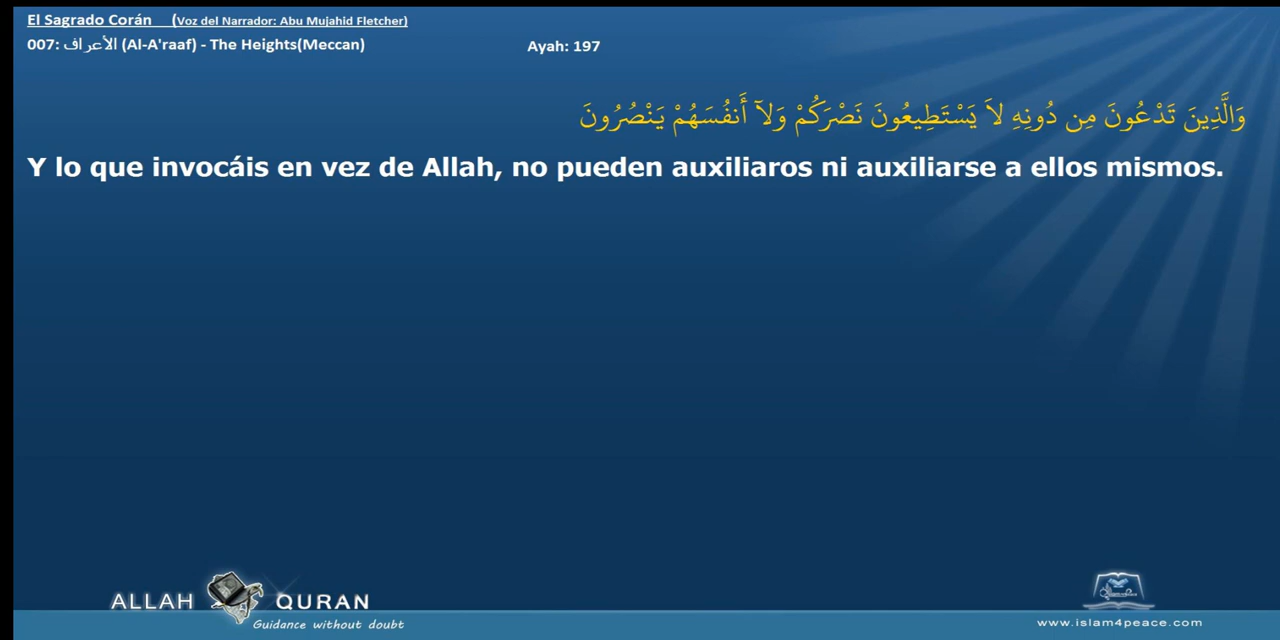 El Sagrado Corán (Voz del Narrador: Abu Mujahid Fletcher)
007: الأعراف (Al-A'raaf) - The Heights(Meccan) Ayah: 197
وَالَّذِينَ تَدْعُونَ مِن دُونِهِ لاَ يَسْتَطِيعُونَ نَصْرَكُمْ وَلآ أَنفُسَهُمْ يَنْصُرُونَ
Y lo que invocáis en vez de Allah, no pueden auxiliaros ni auxiliarse a ellos mismos.
ALLAH QURAN
Guidance without doubt
www.islam4peace.com